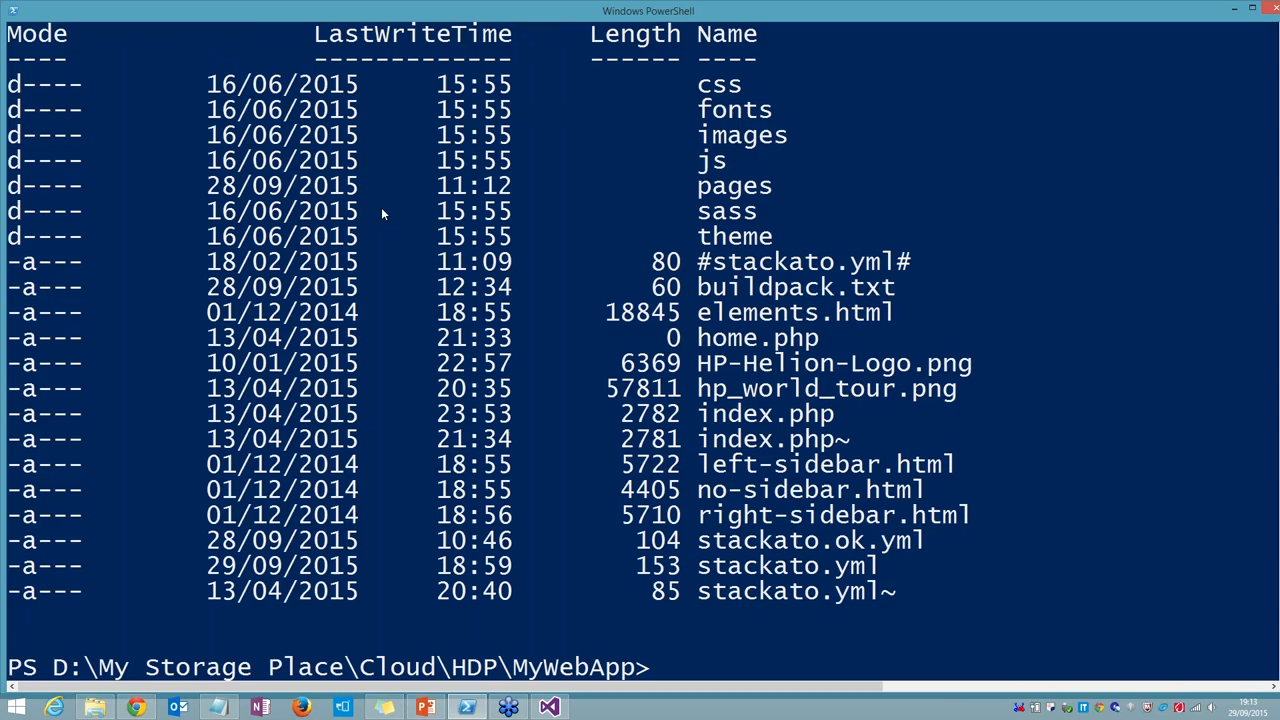 Windows PowerShell
Mode LastWriteTime Length Name
---- ------------- ------ ----
d---- 16/06/2015 15:55 css
d---- 16/06/2015 15:55 fonts
d---- 16/06/2015 15:55 images
d---- 16/06/2015 15:55 js
d---- 28/09/2015 11:12 pages
d---- 16/06/2015 15:55 sass
d---- 16/06/2015 15:55 theme
-a--- 18/02/2015 11:09 80 #stackato.yml#
-a--- 28/09/2015 12:34 60 buildpack.txt
-a--- 01/12/2014 18:55 18845 elements.html
-a--- 13/04/2015 21:33 0 home.php
-a--- 10/01/2015 22:57 6369 HP-Helion-Logo.png
-a--- 13/04/2015 20:35 57811 hp_world_tour.png
-a--- 13/04/2015 23:53 2782 index.php
-a--- 13/04/2015 21:34 2781 index.php~
-a--- 01/12/2014 18:55 5722 left-sidebar.html
-a--- 01/12/2014 18:55 4405 no-sidebar.html
-a--- 01/12/2014 18:56 5710 right-sidebar.html
-a--- 28/09/2015 10:46 104 stackato.ok.yml
-a--- 29/09/2015 18:59 153 stackato.yml
-a--- 13/04/2015 20:40 85 stackato.yml~
PS D:\My Storage Place\Cloud\HDP\MyWebApp>
19:13
29/09/2015